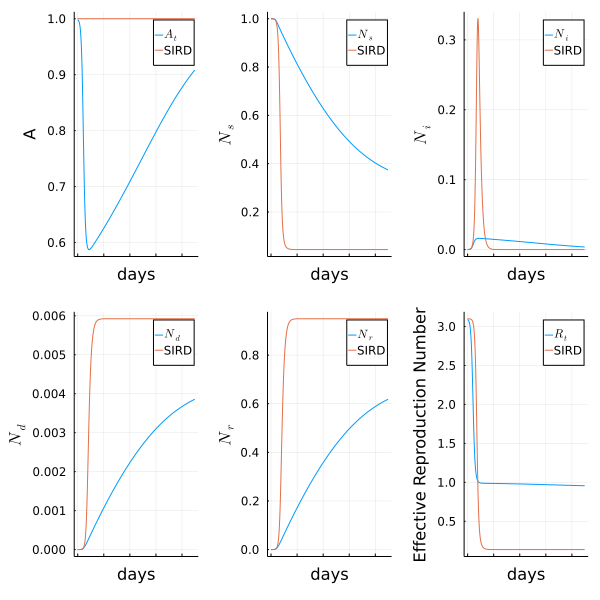 A
1.0
0.9
0.8
0.7
0.6
A_t
SIRD
days
N_s
1.0
0.8
0.6
0.4
0.2
N_s
SIRD
days
N_i
0.3
0.2
0.1
0.0
N_i
SIRD
days
N_d
0.006
0.005
0.004
0.003
0.002
0.001
0.000
N_d
SIRD
days
N_r
0.8
0.6
0.4
0.2
0.0
N_r
SIRD
days
Effective Reproduction Number
3.0
2.5
2.0
1.5
1.0
0.5
R_t
SIRD
days